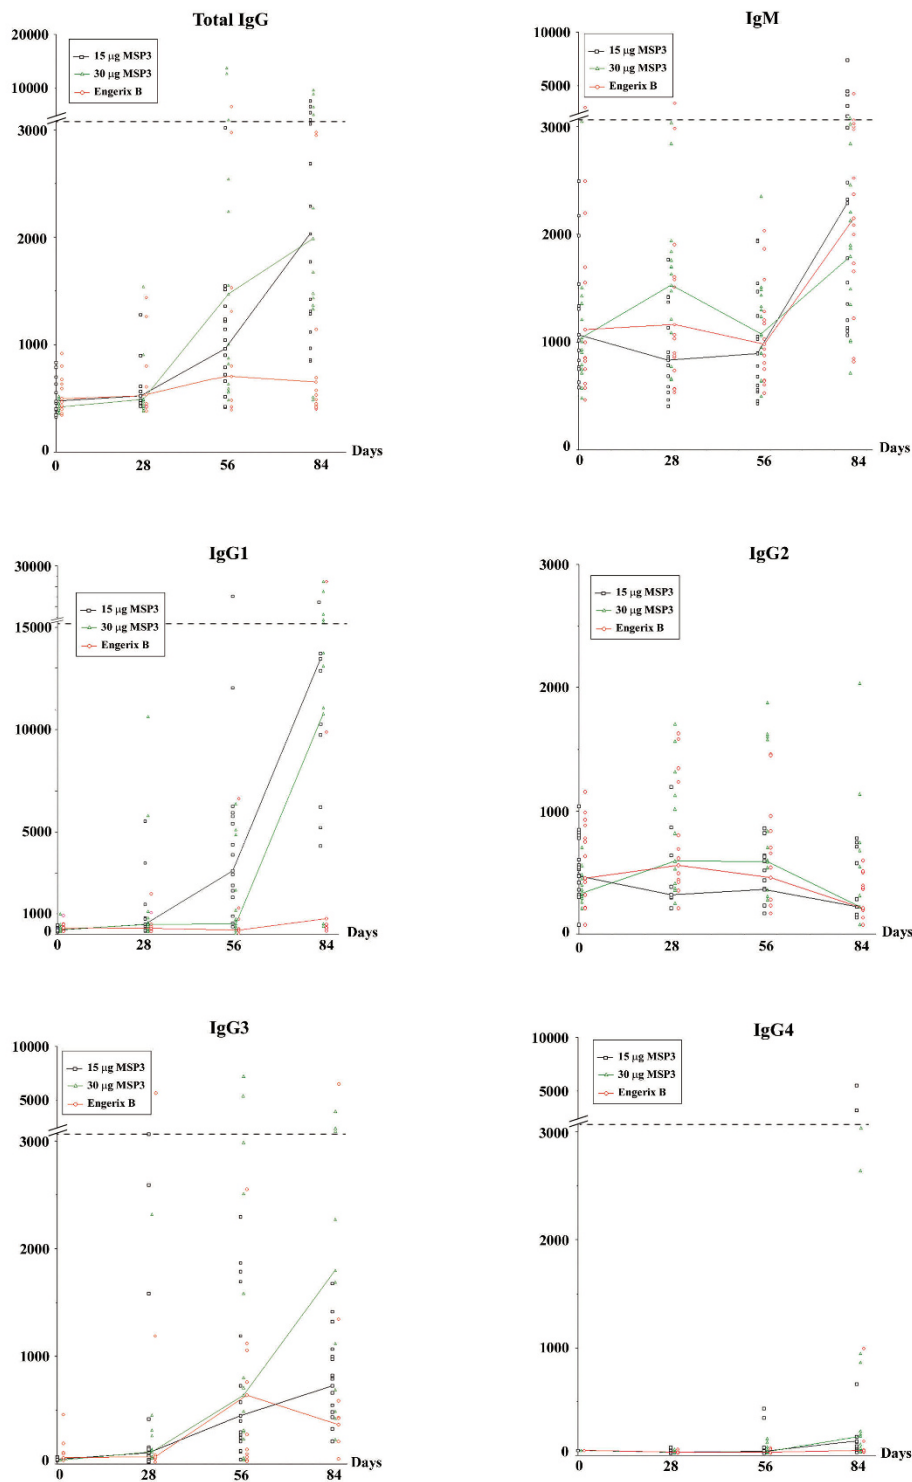 Total IgG
20000
15 μg MSP3
30 μg MSP3
Engerix B
10000
3000
2000
1000
0
Days
0 28 56 84
IgM
10000
15 μg MSP3
30 μg MSP3
Engerix B
5000
3000
2000
1000
0
Days
0 28 56 84
IgG1
30000
15 μg MSP3
30 μg MSP3
Engerix B
15000
10000
5000
1000
0
Days
0 28 56 84
IgG2
3000
15 μg MSP3
30 μg MSP3
Engerix B
2000
1000
0
Days
0 28 56 84
IgG3
10000
15 μg MSP3
30 μg MSP3
Engerix B
5000
3000
2000
1000
0
Days
0 28 56 84
IgG4
10000
15 μg MSP3
30 μg MSP3
Engerix B
5000
3000
2000
1000
0
Days
0 28 56 84